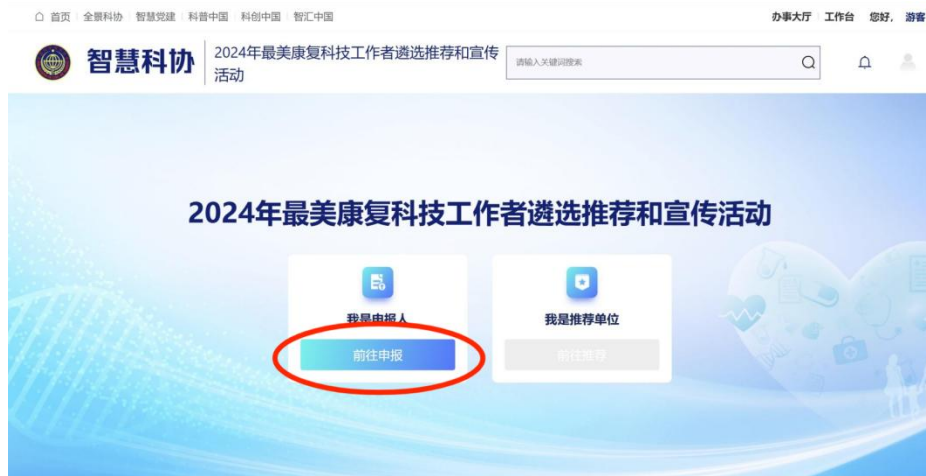 首页 全景科协 智慧党建 科普中国 科创中国 智汇中国 办事大厅 工作台 您好, 游客
智慧科协
2024年最美康复科技工作者遴选推荐和宣传
活动
请输入关键词搜索
2024年最美康复科技工作者遴选推荐和宣传活动
我是申报人
前往申报
我是推荐单位
前往推荐